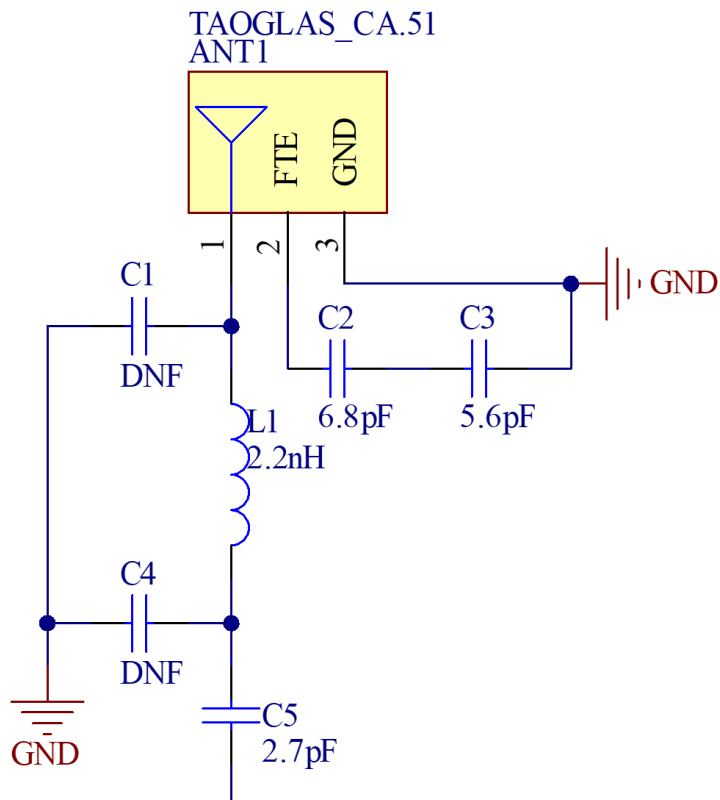 TAOGLAS_CA.51
ANT1
FTE
GND
1
2
3
GND
C1
DNF
C2
6.8pF
C3
5.6pF
L1
2.2nH
C4
DNF
GND
C5
2.7pF